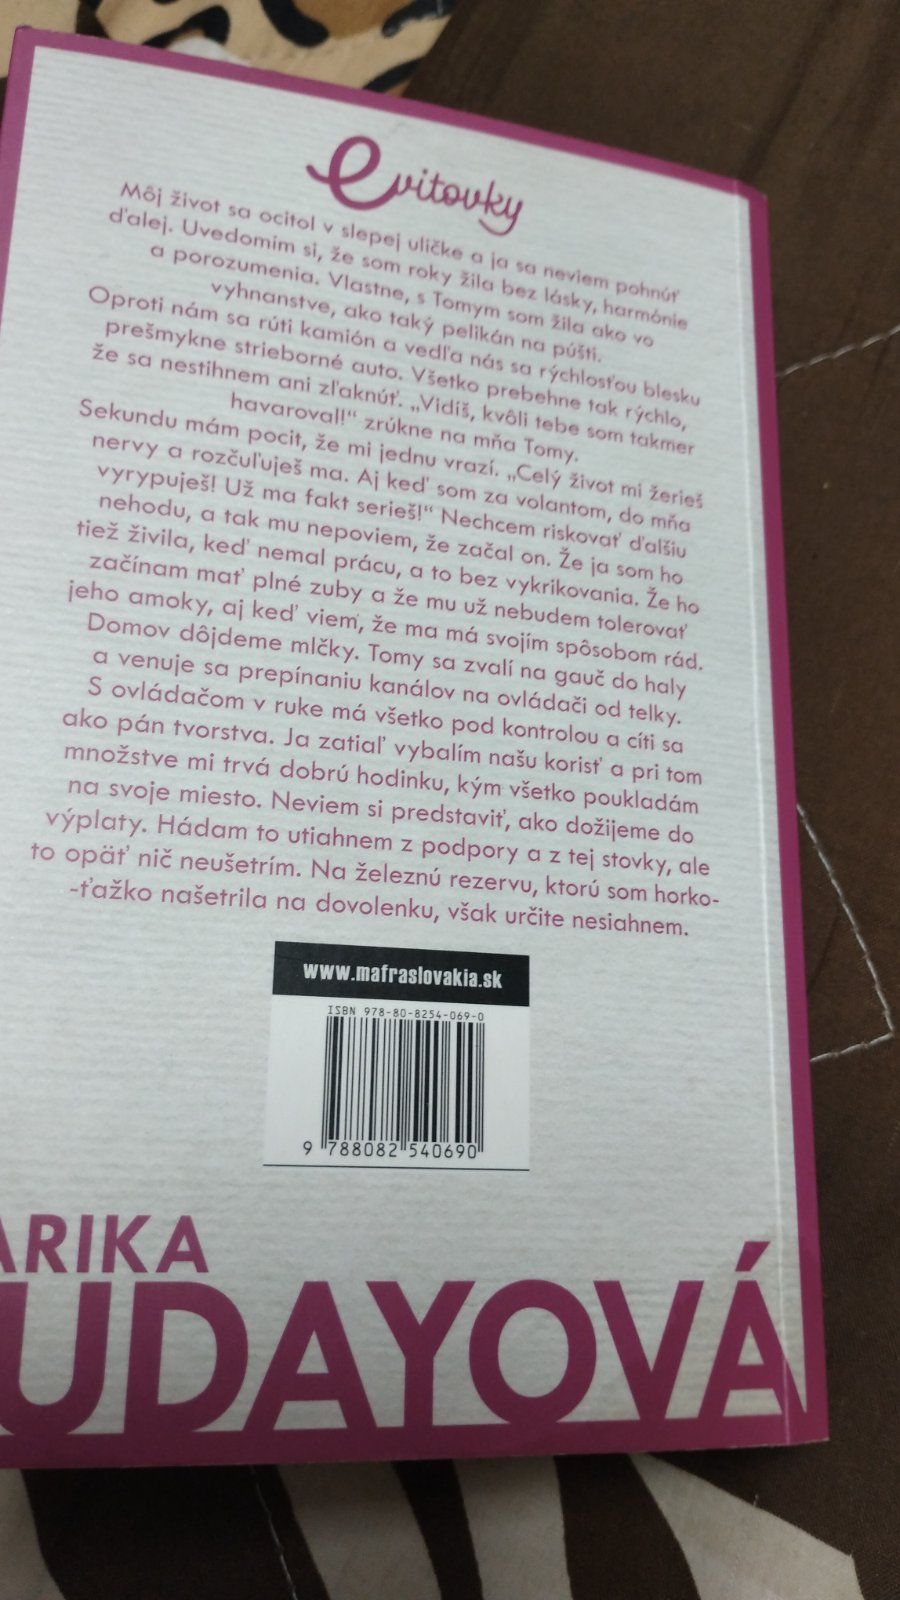 evitovky
Môj život sa ocitol v slepej uličke a ja sa neviem pohnúť
ďalej. Uvedomím si, že som roky žila bez lásky, harmónie
a porozumenia. Vlastne, s Tomym som žila ako vo
vyhnanstve, ako taký pelikán na púšti.
Oproti nám sa rúti kamión a vedľa nás sa rýchlosťou blesku
prešmykne strieborné auto. Všetko prebehne tak rýchlo,
že sa nestihnem ani zľaknúť. „Vidíš, kvôli tebe som takmer
havaroval!“ zrúkne na mňa Tomy.
Sekundu mám pocit, že mi jednu vrazí. „Celý život mi žerieš
nervy a rozčuľuješ ma. Aj keď som za volantom, do mňa
vyrypuješ! Už ma fakt serieš!“ Nechcem riskovať ďalšiu
nehodu, a tak mu nepoviem, že začal on. Že ja som ho
tiež živila, keď nemal prácu, a to bez vykrikovania. Že ho
začínam mať plné zuby a že mu už nebudem tolerovať
jeho amoky, aj keď viem, že ma má svojím spôsobom rád.
Domov dôjdeme mlčky. Tomy sa zvalí na gauč do haly
a venuje sa prepínaniu kanálov na ovládači od telky.
S ovládačom v ruke má všetko pod kontrolou a cíti sa
ako pán tvorstva. Ja zatiaľ vybalím našu korisť a pri tom
množstve mi trvá dobrú hodinku, kým všetko poukladám
na svoje miesto. Neviem si predstaviť, ako dožijeme do
výplaty. Hádam to utiahnem z podpory a z tej stovky, ale
to opäť nič neušetrím. Na železnú rezervu, ktorú som horko-
-ťažko našetrila na dovolenku, však určite nesiahnem.
www.mafraslovakia.sk
ISBN 978-80-8254-069-0
9 788082 540690
ARIKA
UDAYOVÁ